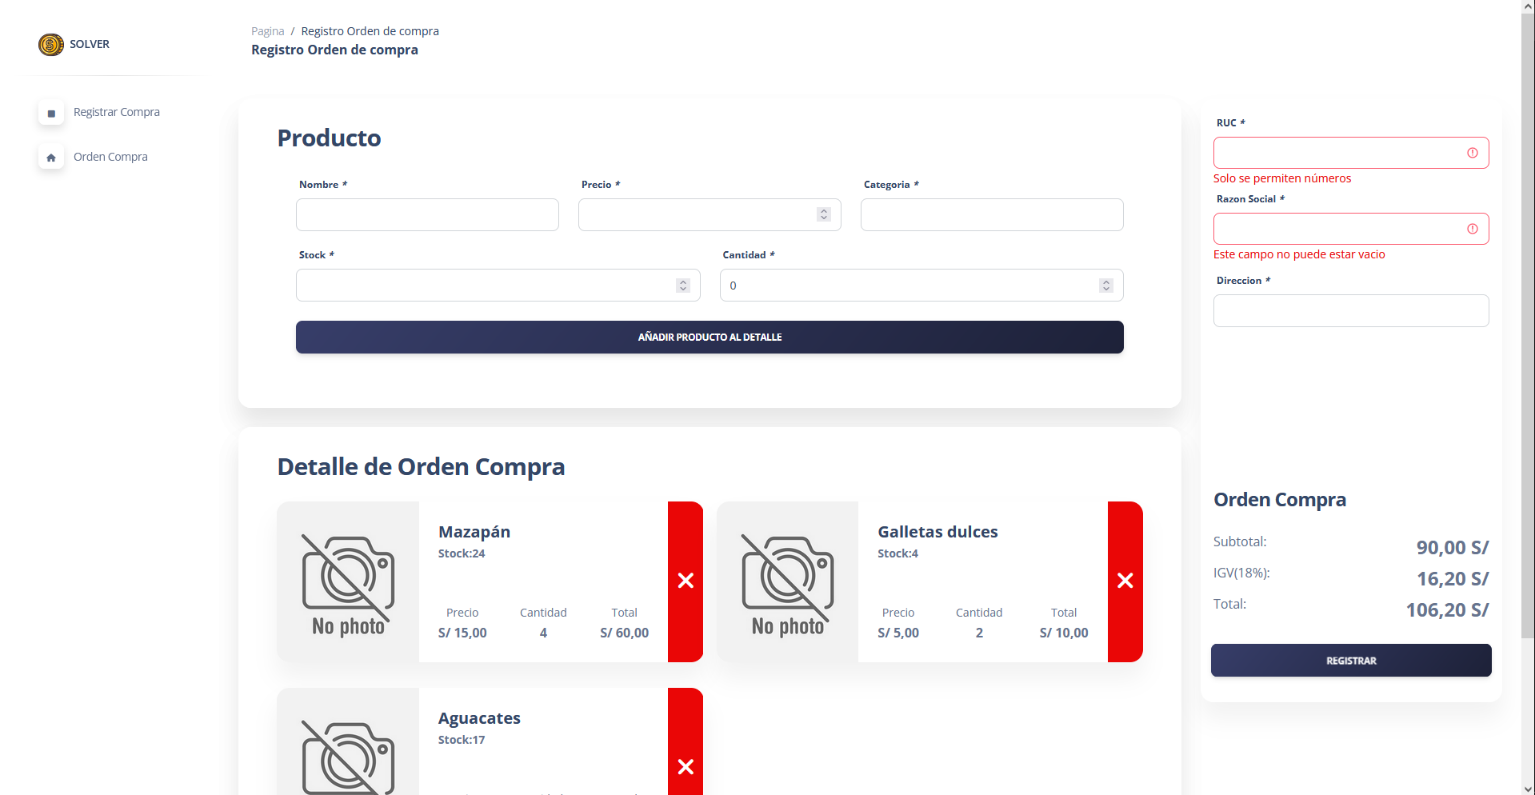 SOLVER
Registrar Compra
Orden Compra
Pagina / Registro Orden de compra
Registro Orden de compra
Producto
Nombre * Precio * Categoria *
Stock * Cantidad *
0
AÑADIR PRODUCTO AL DETALLE
Detalle de Orden Compra
Mazapán
Stock:24
Precio Cantidad Total
S/ 15,00 4 S/ 60,00
No photo
Galletas dulces
Stock:4
Precio Cantidad Total
S/ 5,00 2 S/ 10,00
No photo
Aguacates
Stock:17
RUC *
Solo se permiten números
Razon Social *
Este campo no puede estar vacio
Direccion *
Orden Compra
Subtotal: 90,00 S/
IGV(18%): 16,20 S/
Total: 106,20 S/
REGISTRAR